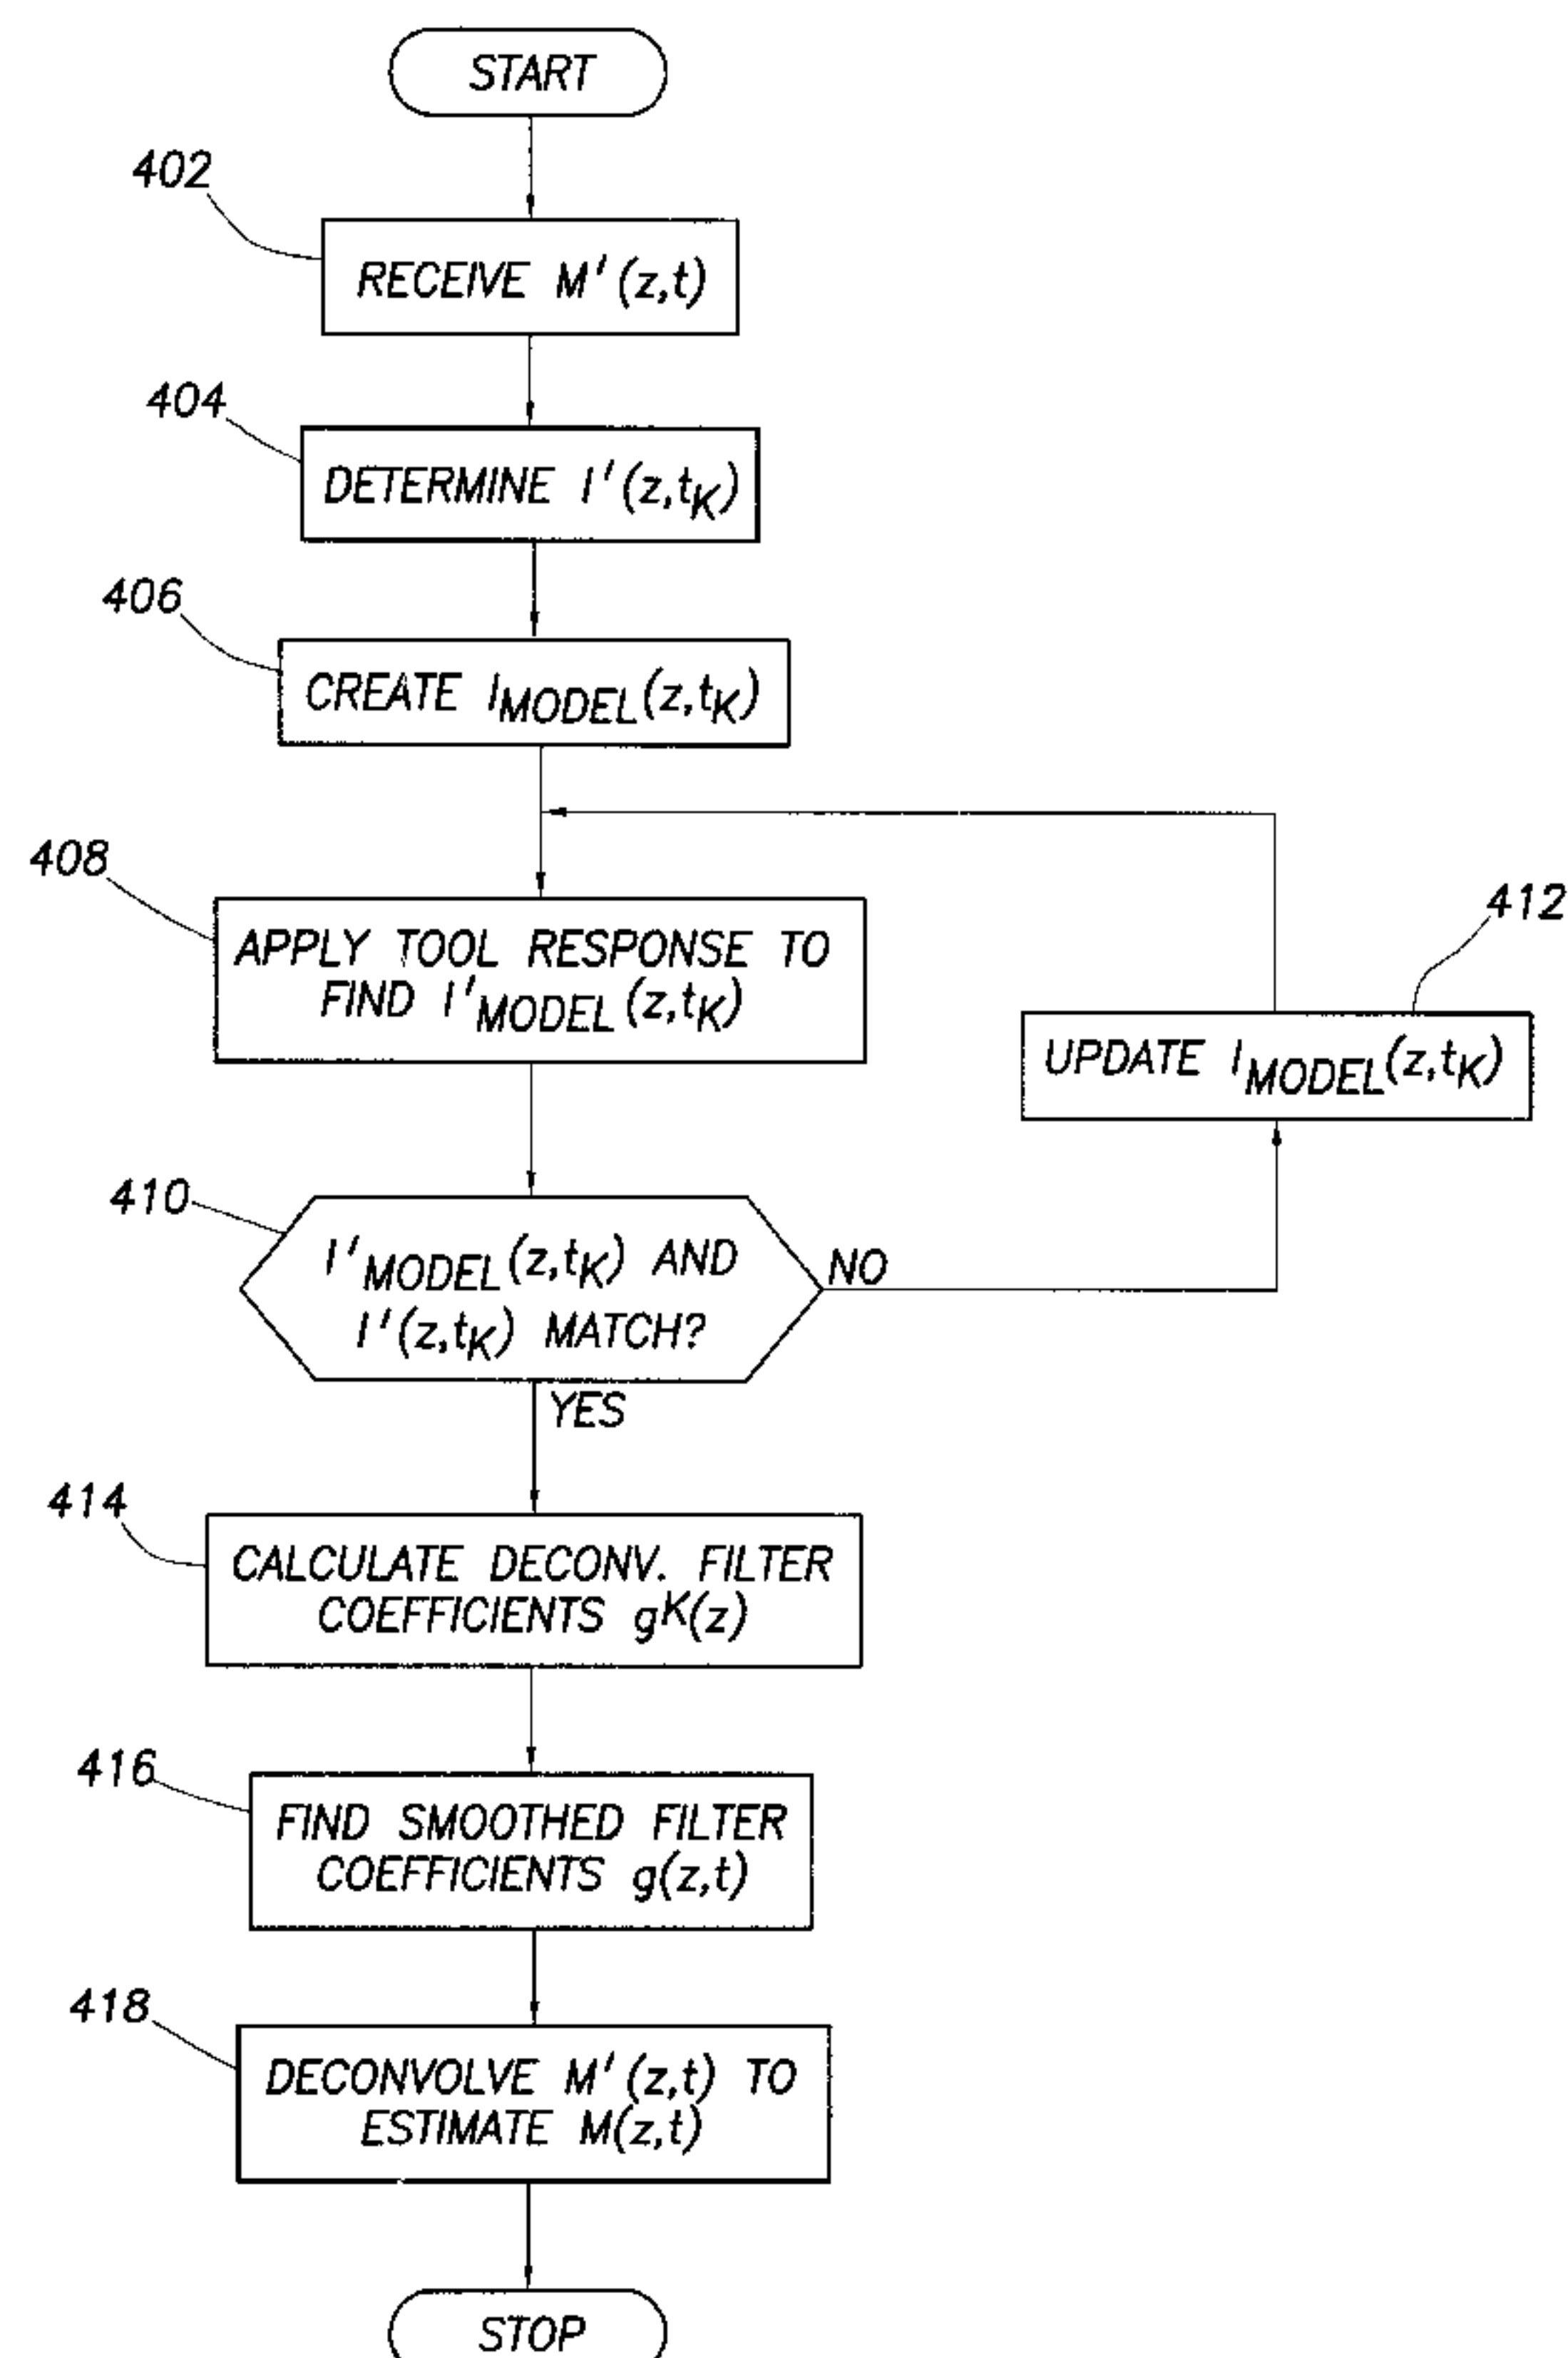 START
402
RECEIVE M'(z,t)
404
DETERMINE I'(z,tK)
406
CREATE IMODEL(z,tK)
408
APPLY TOOL RESPONSE TO
FIND I'MODEL(z,tK)
412
UPDATE IMODEL(z,tK)
410
I'MODEL(z,tK) AND
I'(z,tK) MATCH?
NO
YES
414
CALCULATE DECONV. FILTER
COEFFICIENTS gK(z)
416
FIND SMOOTHED FILTER
COEFFICIENTS g(z,t)
418
DECONVOLVE M'(z,t) TO
ESTIMATE M(z,t)
STOP